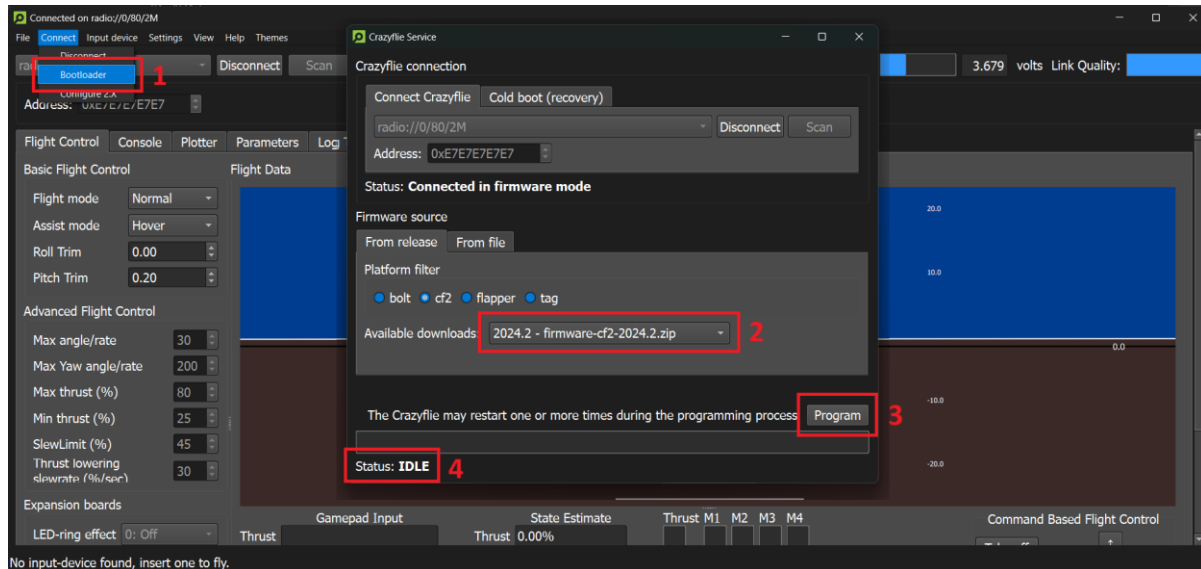 Connected on radio://0/80/2M
File Connect Input device Settings View Help Themes
Disconnect
Bootloader
1
Configure 2.X
Disconnect Scan
3.679 volts Link Quality:
Address: 0xE7E7E7E7E7
Flight Control Console Plotter Parameters Log T
Basic Flight Control
Flight mode Normal
Assist mode Hover
Roll Trim 0.00
Pitch Trim 0.20
Advanced Flight Control
Max angle/rate 30
Max Yaw angle/rate 200
Max thrust (%) 80
Min thrust (%) 25
SlewLimit (%) 45
Thrust lowering
slewrate (%/sec) 30
Expansion boards
LED-ring effect 0: Off
Flight Data
20.0
10.0
0.0
-10.0
-20.0
Crazyflie Service
Crazyflie connection
Connect Crazyflie Cold boot (recovery)
radio://0/80/2M Disconnect Scan
Address: 0xE7E7E7E7E7
Status: Connected in firmware mode
Firmware source
From release From file
Platform filter
bolt cf2 flapper tag
Available downloads: 2024.2 - firmware-cf2-2024.2.zip 2
The Crazyflie may restart one or more times during the programming process Program 3
Status: IDLE 4
Gamepad Input State Estimate Thrust M1 M2 M3 M4 Command Based Flight Control
Thrust Thrust 0.00%
No input-device found, insert one to fly.